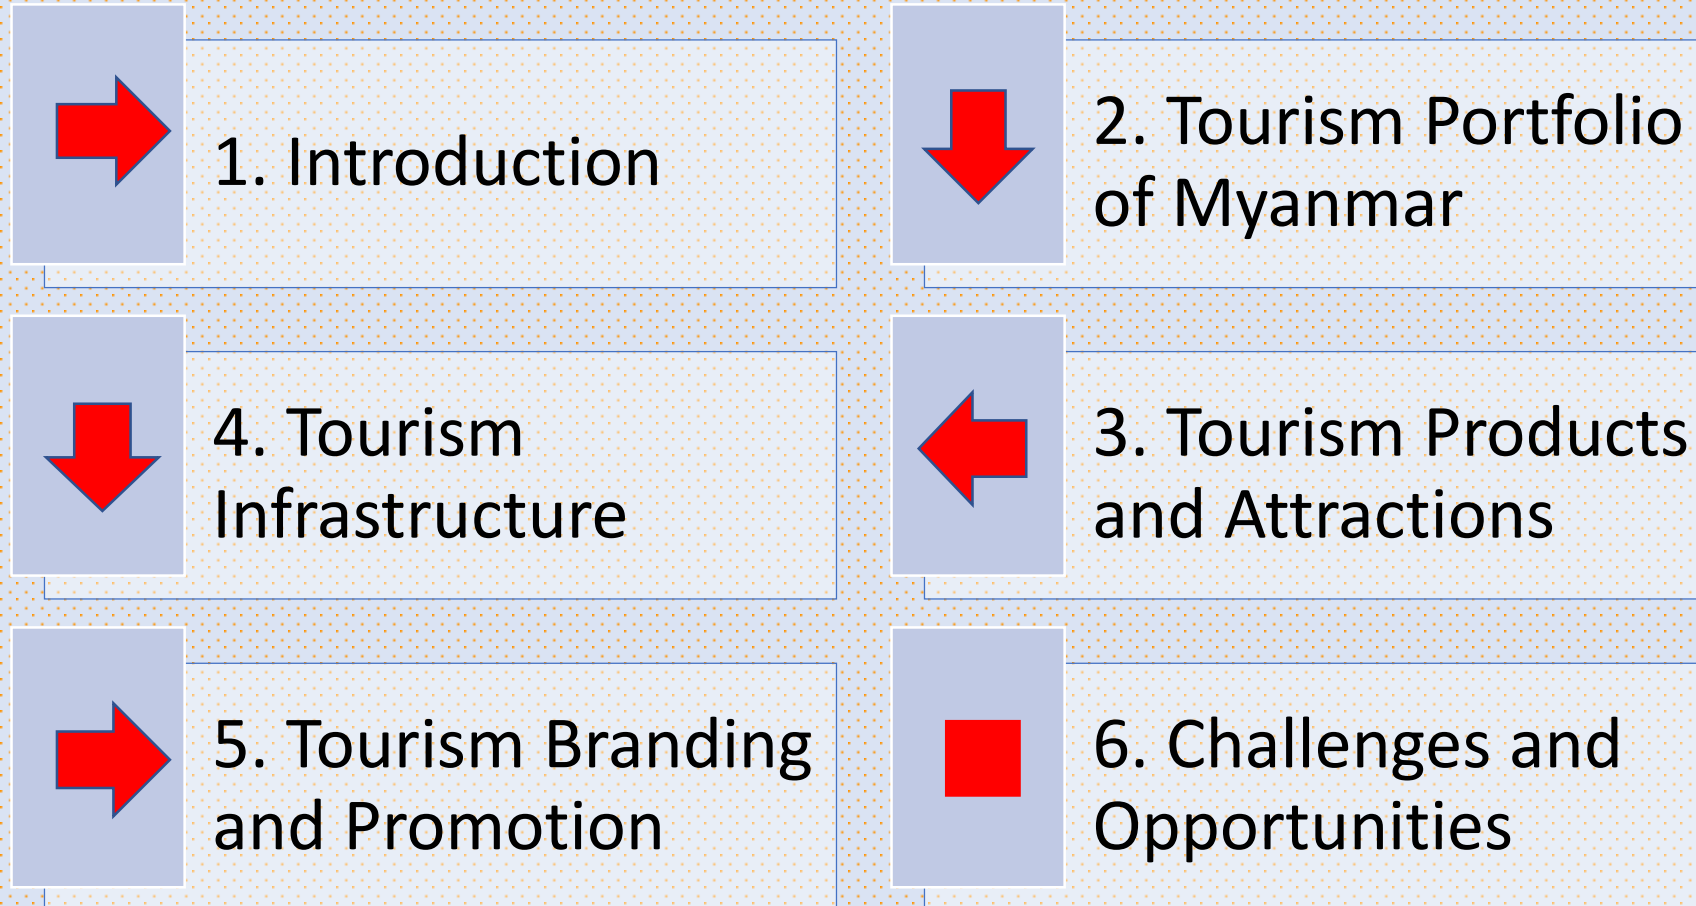 1. Introduction
2. Tourism Portfolio
of Myanmar
3. Tourism Products
and Attractions
4. Tourism
Infrastructure
5. Tourism Branding
and Promotion
6. Challenges and
Opportunities